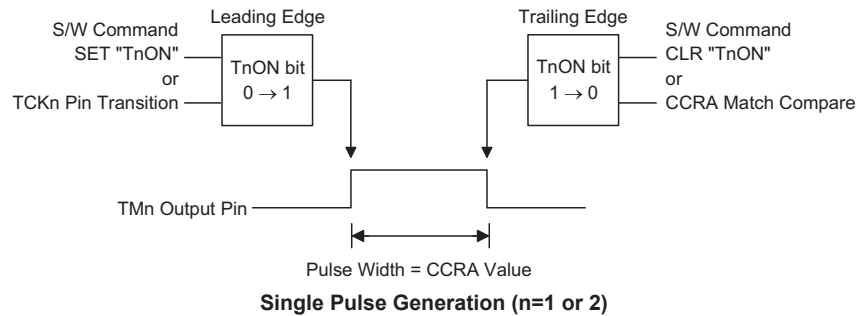 Leading Edge
S/W Command
SET "TnON"
or
TCKn Pin Transition
TnON bit
0 → 1
Trailing Edge
TnON bit
1 → 0
S/W Command
CLR "TnON"
or
CCRA Match Compare
TMn Output Pin
Pulse Width = CCRA Value
Single Pulse Generation (n=1 or 2)